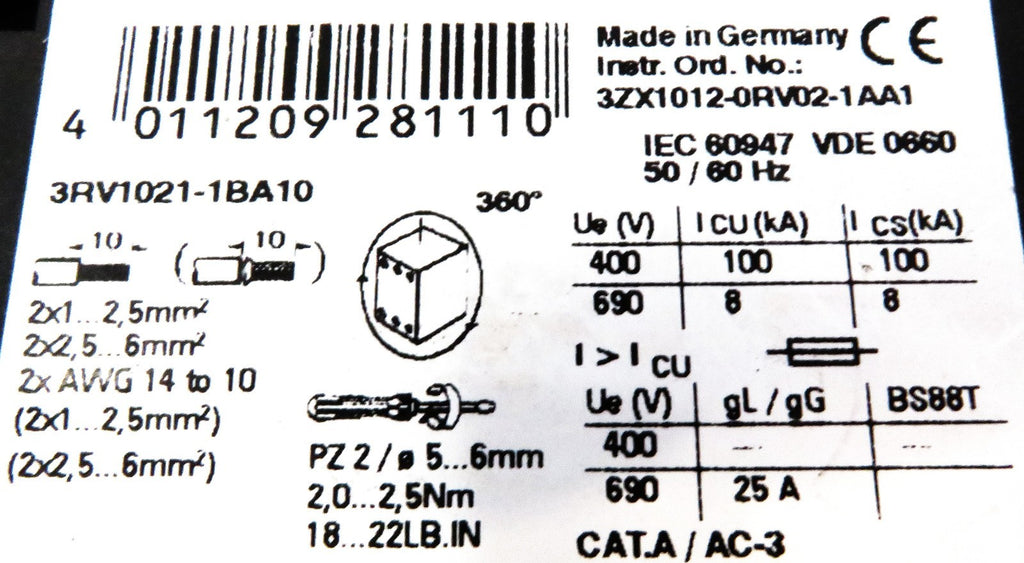 4 011209 281110
Made in Germany CE
Instr. Ord. No.:
3ZX1012-0RV02-1AA1
IEC 60947 VDE 0660
50 / 60 Hz
3RV1021-1BA10
360°
10 (10)
2x1...2,5mm²
2x2,5...6mm²
2x AWG 14 to 10
(2x1...2,5mm²)
(2x2,5...6mm²)
PZ 2 / ø 5...6mm
2,0...2,5Nm
18...22LB.IN
Ue (V) I CU (kA) I CS(kA)
400 100 100
690 8 8
I > I CU
Ue (V) gL / gG BS88T
400 --- ---
690 25 A
CAT.A / AC-3